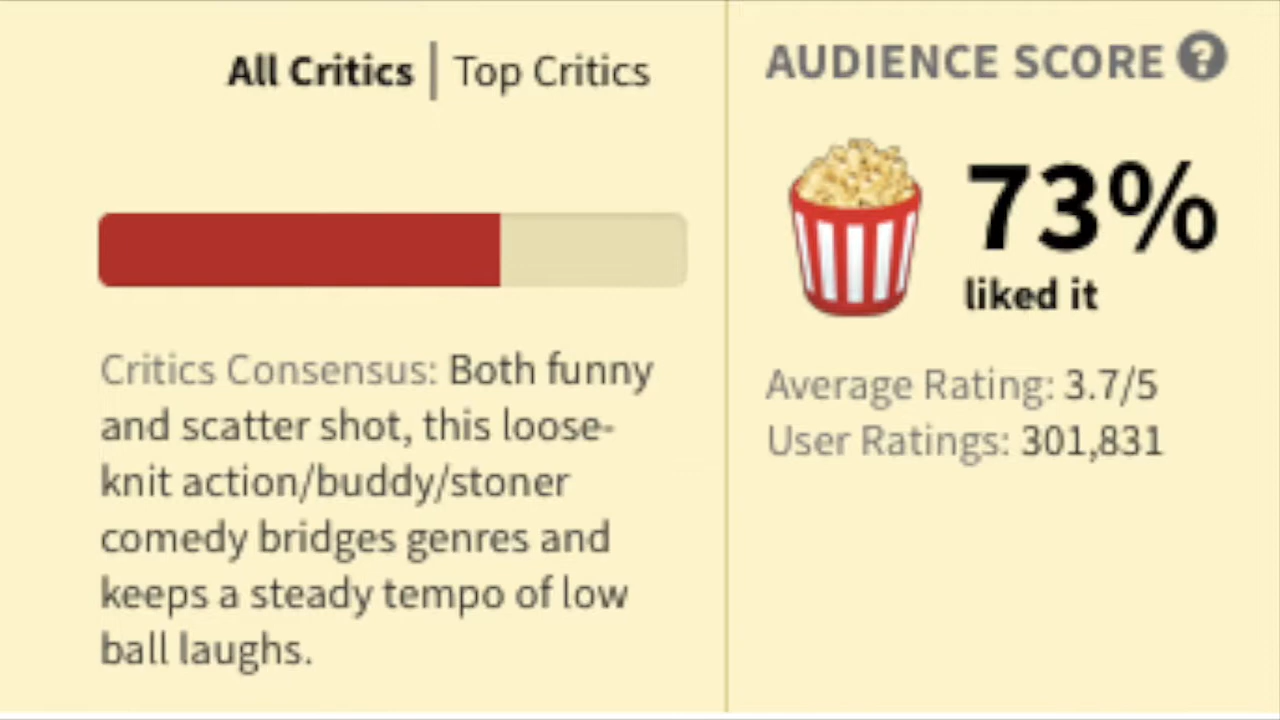 All Critics | Top Critics
Critics Consensus: Both funny
and scatter shot, this loose-
knit action/buddy/stoner
comedy bridges genres and
keeps a steady tempo of low
ball laughs.
AUDIENCE SCORE ?
73%
liked it
Average Rating: 3.7/5
User Ratings: 301,831